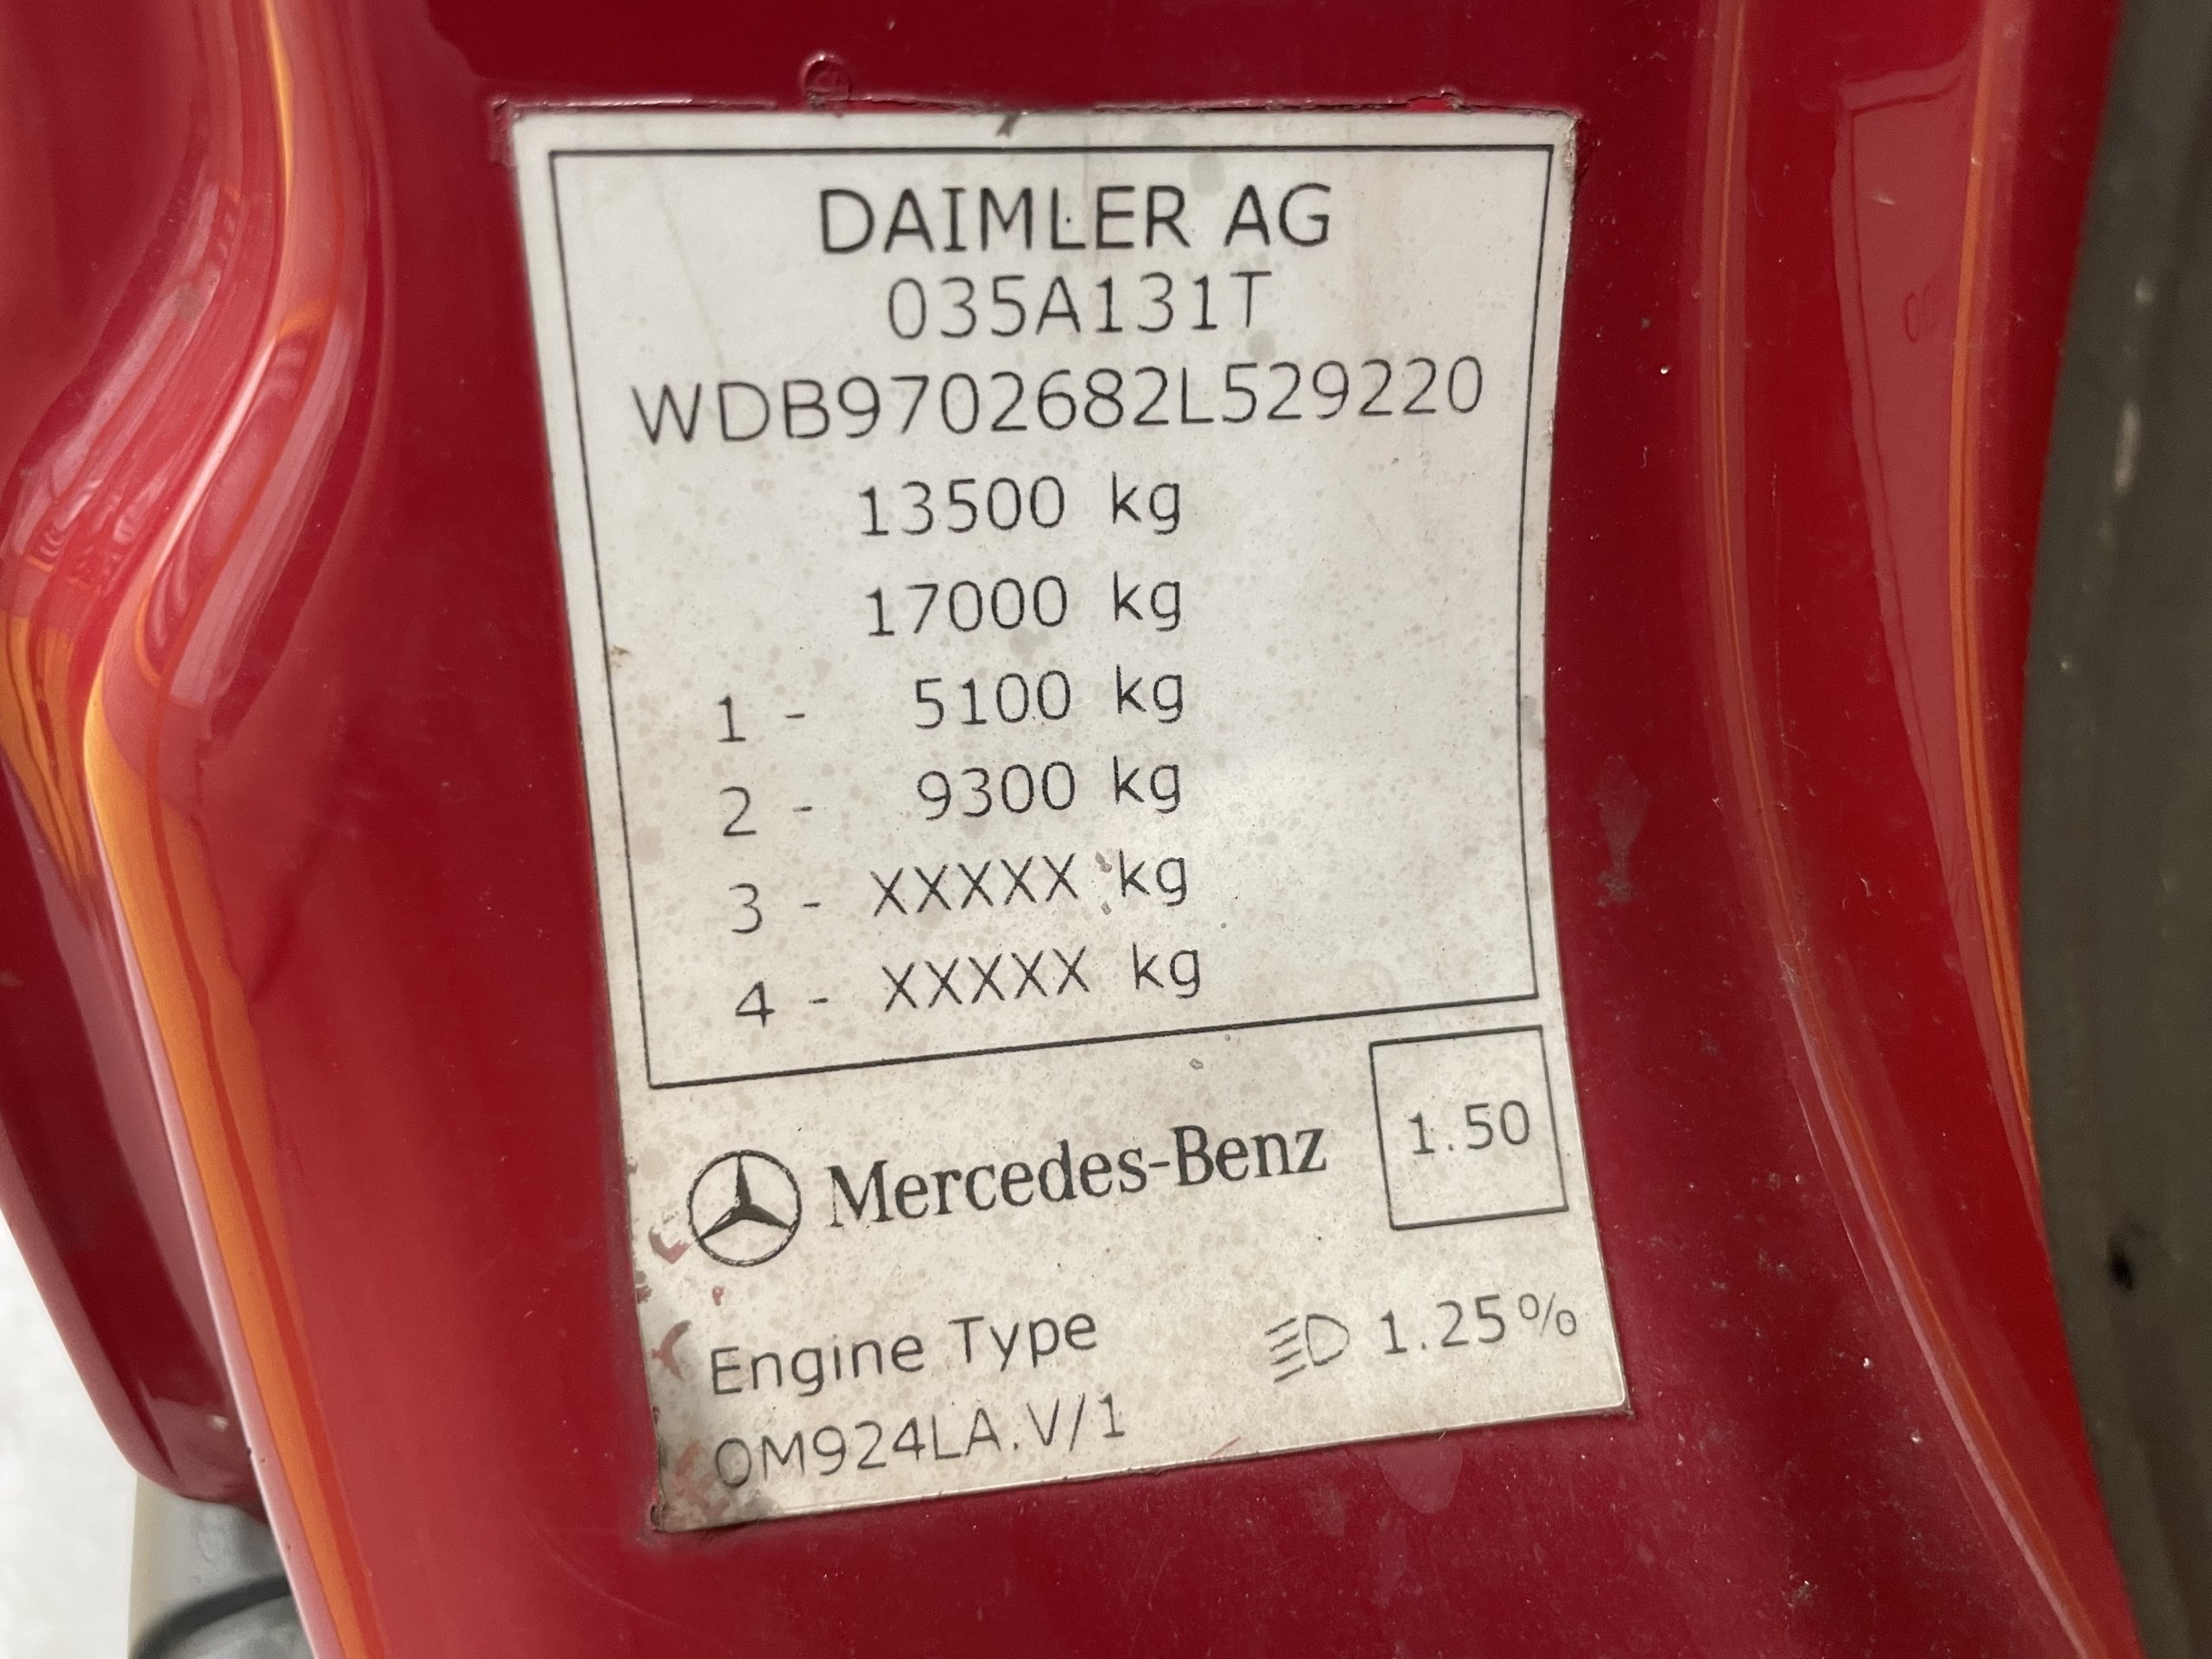 DAIMLER AG
035A131T
WDB9702682L529220
13500 kg
17000 kg
1 - 5100 kg
2 - 9300 kg
3 - XXXXX kg
4 - XXXXX kg
Mercedes-Benz
1.50
Engine Type
1.25%
OM924LA.V/1